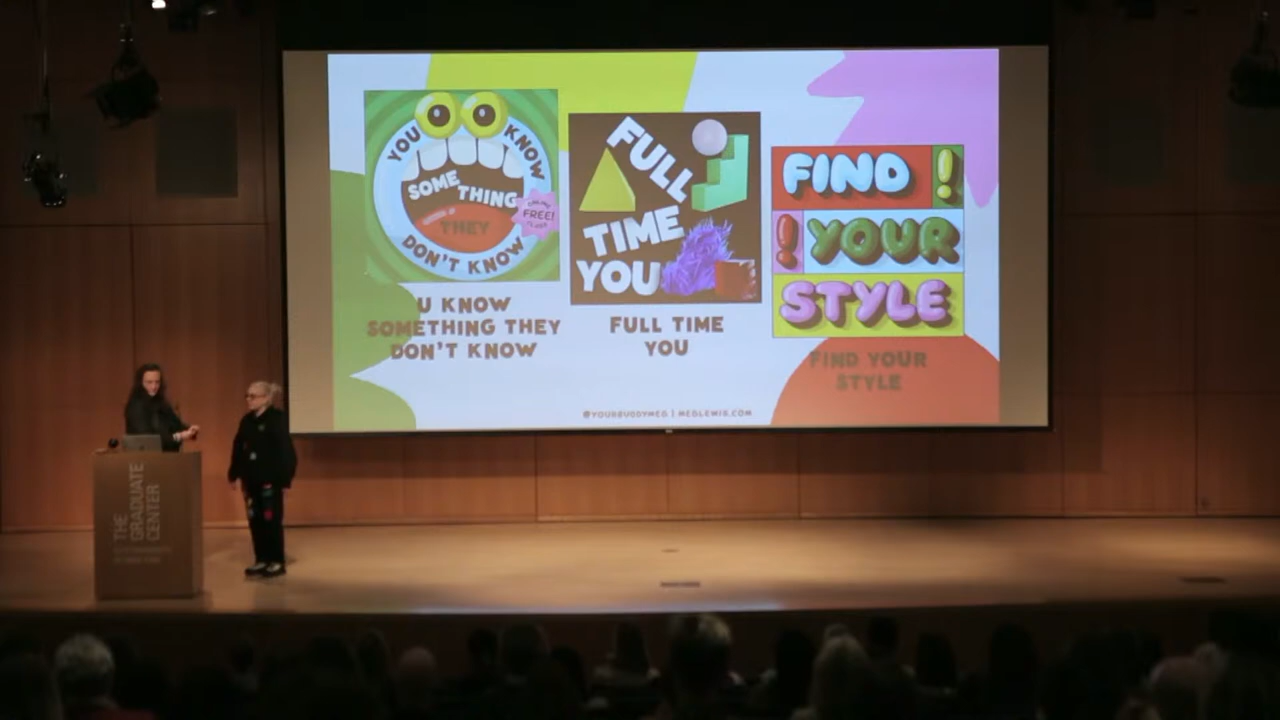 YOU KNOW
SOME THING
THEY
DON'T KNOW
FREE!
FULL
TIME
YOU
FIND !
! YOUR
STYLE
U KNOW
SOMETHING THEY
DON'T KNOW
FULL TIME
YOU
FIND YOUR
STYLE
@YOURBUDDYMEG | MEGLEWIS.COM
THE
GRADUATE
CENTER